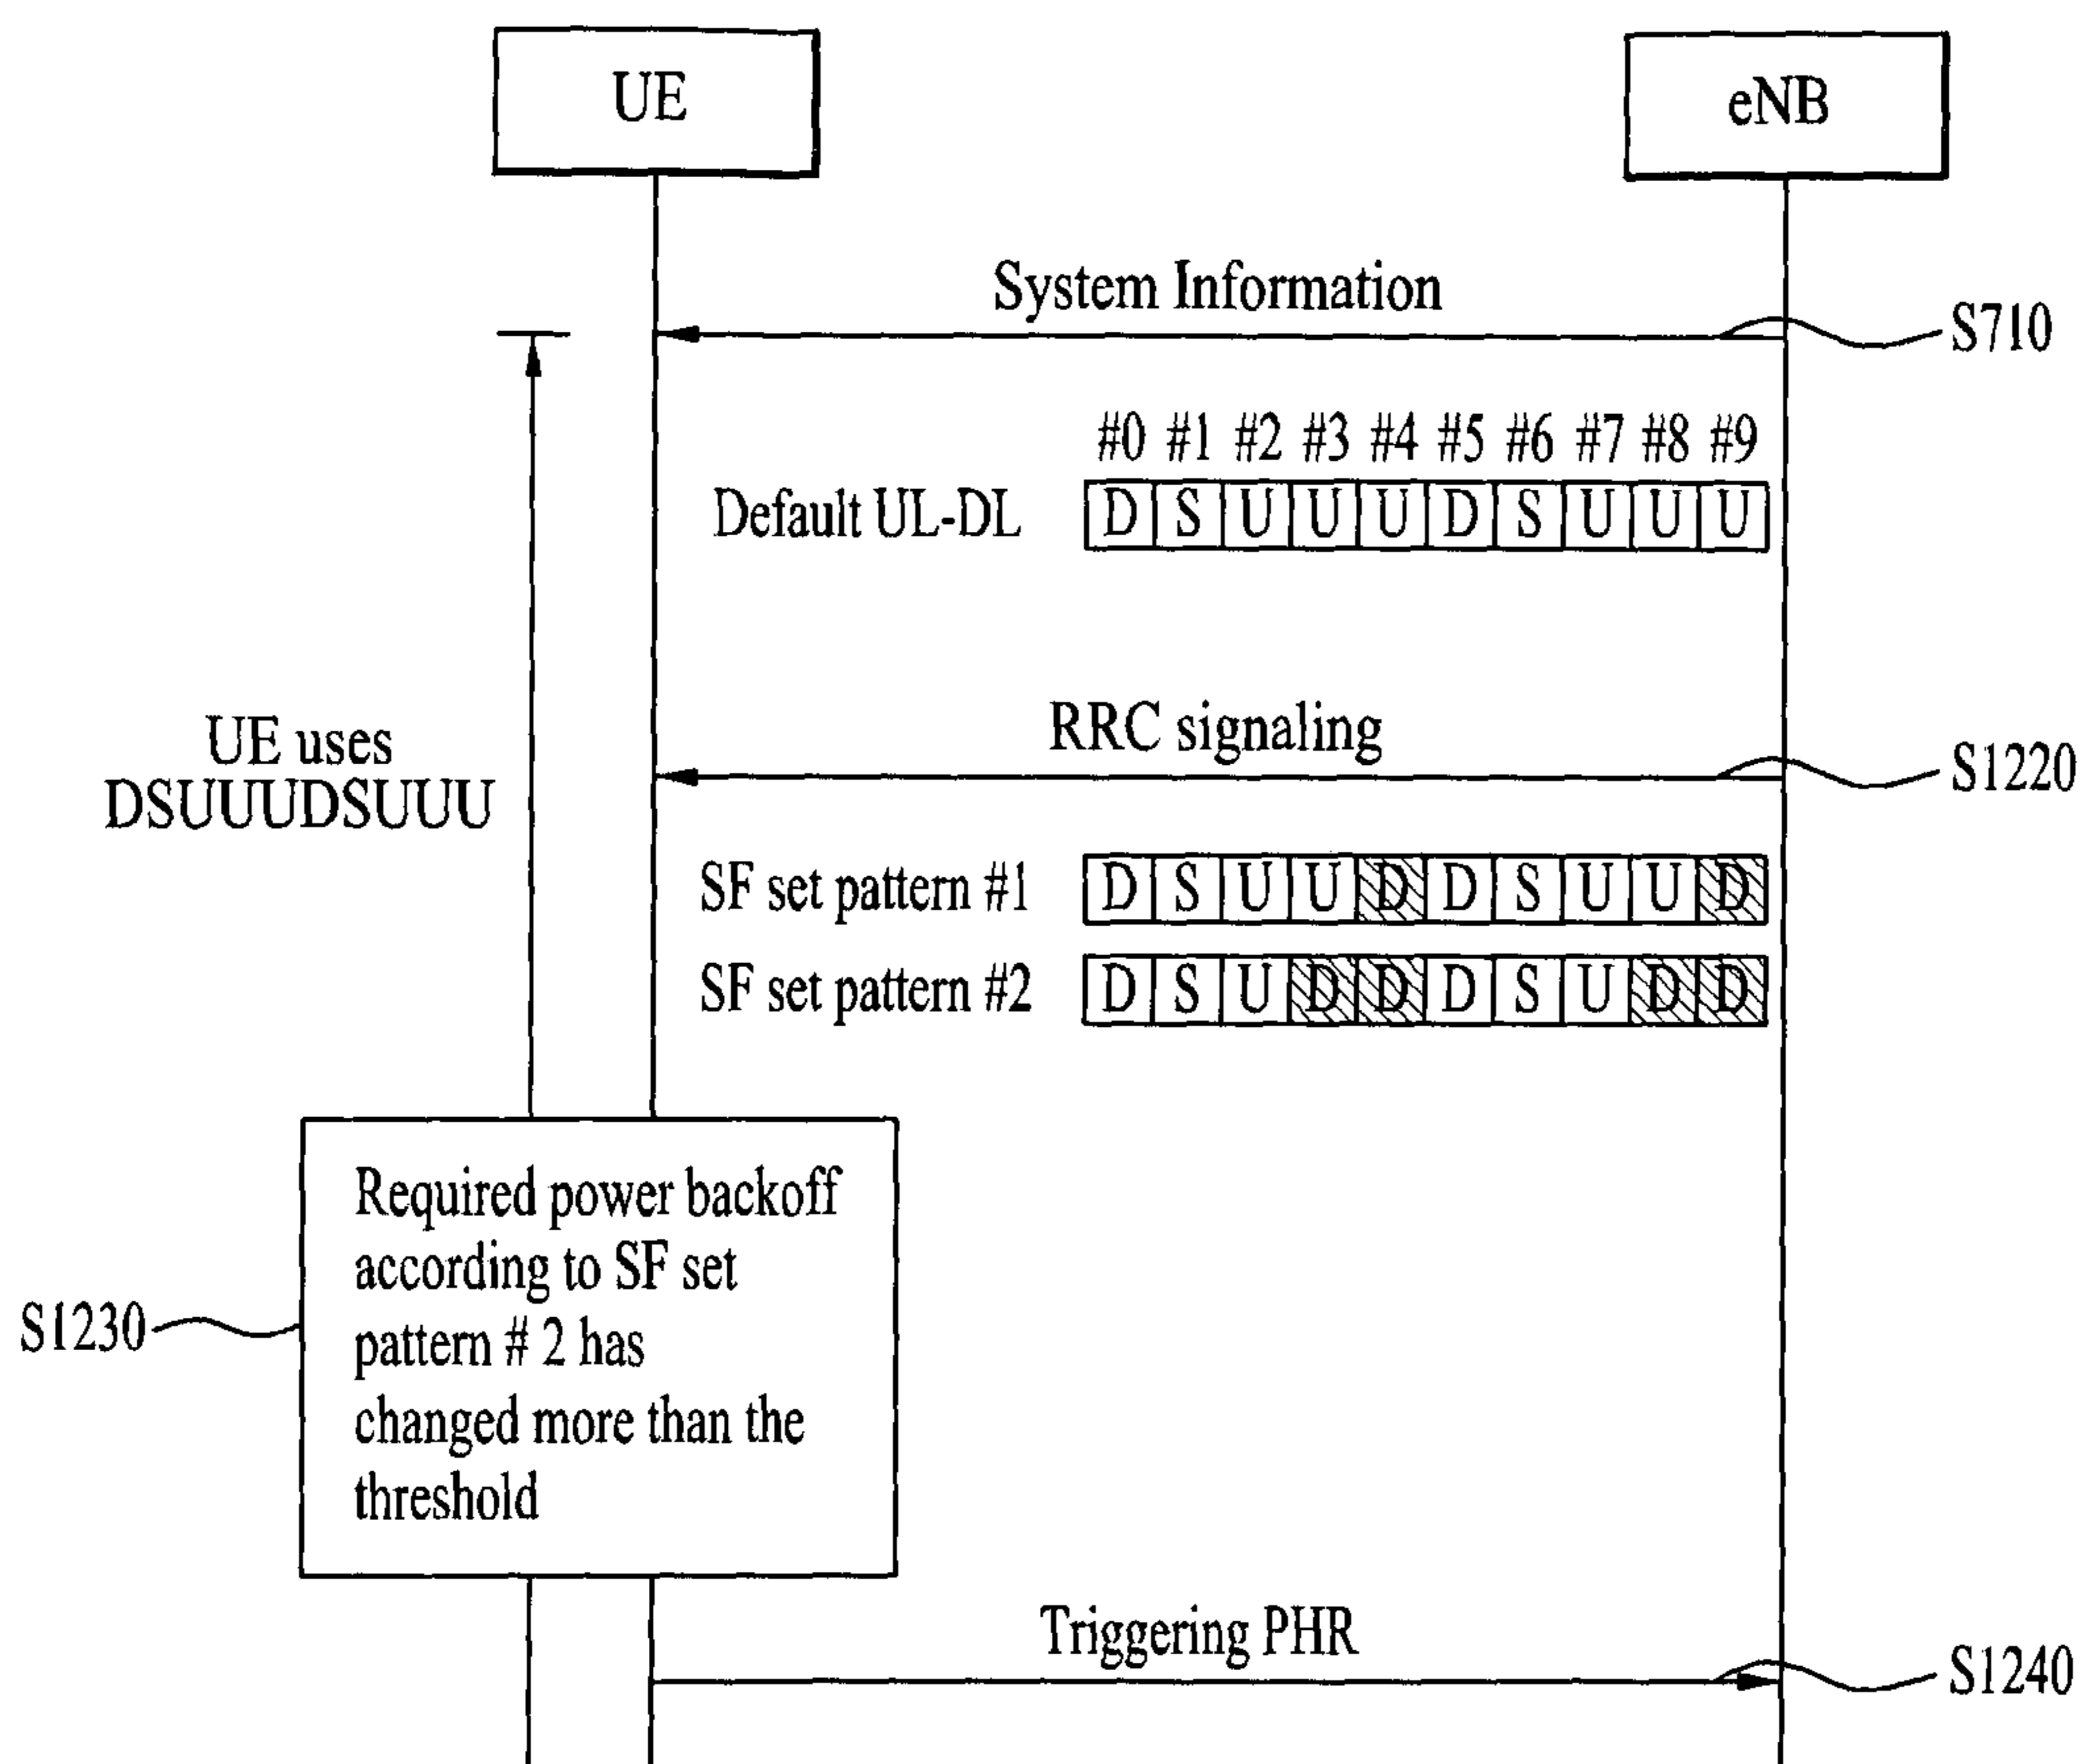 UE
eNB
System Information
S710
#0 #1 #2 #3 #4 #5 #6 #7 #8 #9
Default UL-DL D S U U U D S U U U
RRC signaling
S1220
UE uses
DSUUUDSUUU
SF set pattern #1 D S U U D D S U U D
SF set pattern #2 D S U D D D S U D D
Required power backoff
according to SF set
pattern # 2 has
changed more than the
threshold
S1230
Triggering PHR
S1240